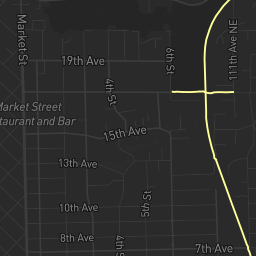 Market St
19th Ave
6th St
111th Ave NE
4th St
Market Street
staurant and Bar
15th Ave
13th Ave
10th Ave
5th St
8th Ave
4th St
7th Ave